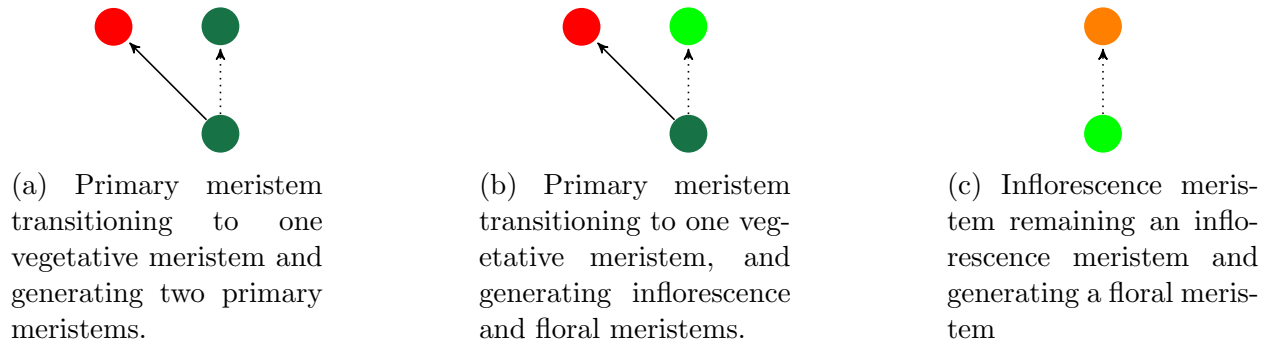 (a) Primary meristem
transitioning to one
vegetative meristem and
generating two primary
meristems.
(b) Primary meristem
transitioning to one veg-
etative meristem, and
generating inflorescence
and floral meristems.
(c) Inflorescence meris-
tem remaining an inflo-
rescence meristem and
generating a floral meris-
tem